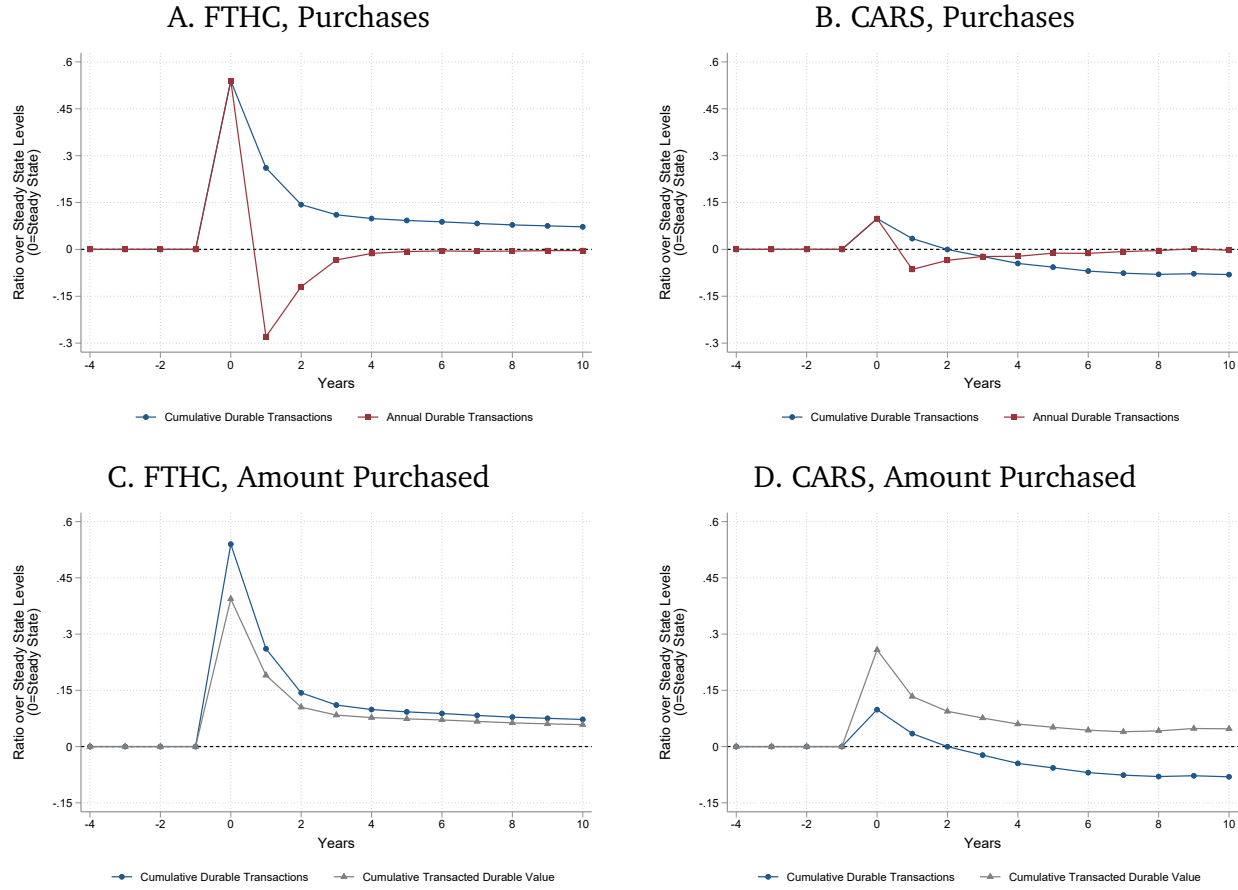 A. FTHC, Purchases
Ratio over Steady State Levels
(0=Steady State)
.6
.45
.3
.15
0
-.15
-.3
-4
-2
0
2
4
6
8
10
Years
Cumulative Durable Transactions
Annual Durable Transactions
B. CARS, Purchases
Ratio over Steady State Levels
(0=Steady State)
.6
.45
.3
.15
0
-.15
-.3
-4
-2
0
2
4
6
8
10
Years
Cumulative Durable Transactions
Annual Durable Transactions
C. FTHC, Amount Purchased
Ratio over Steady State Levels
(0=Steady State)
.6
.45
.3
.15
0
-.15
-4
-2
0
2
4
6
8
10
Years
Cumulative Durable Transactions
Cumulative Transacted Durable Value
D. CARS, Amount Purchased
Ratio over Steady State Levels
(0=Steady State)
.6
.45
.3
.15
0
-.15
-4
-2
0
2
4
6
8
10
Years
Cumulative Durable Transactions
Cumulative Transacted Durable Value